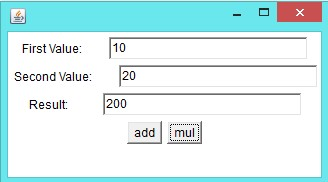 First Value: 10
Second Value: 20
Result: 200
add mul